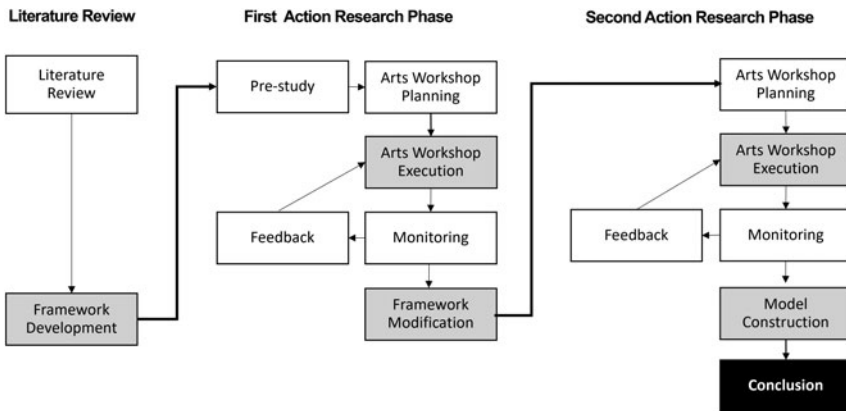 Literature Review
First Action Research Phase
Second Action Research Phase
Literature
Review
Framework
Development
Pre-study
Arts Workshop
Planning
Arts Workshop
Execution
Feedback
Monitoring
Framework
Modification
Arts Workshop
Planning
Arts Workshop
Execution
Feedback
Monitoring
Model
Construction
Conclusion